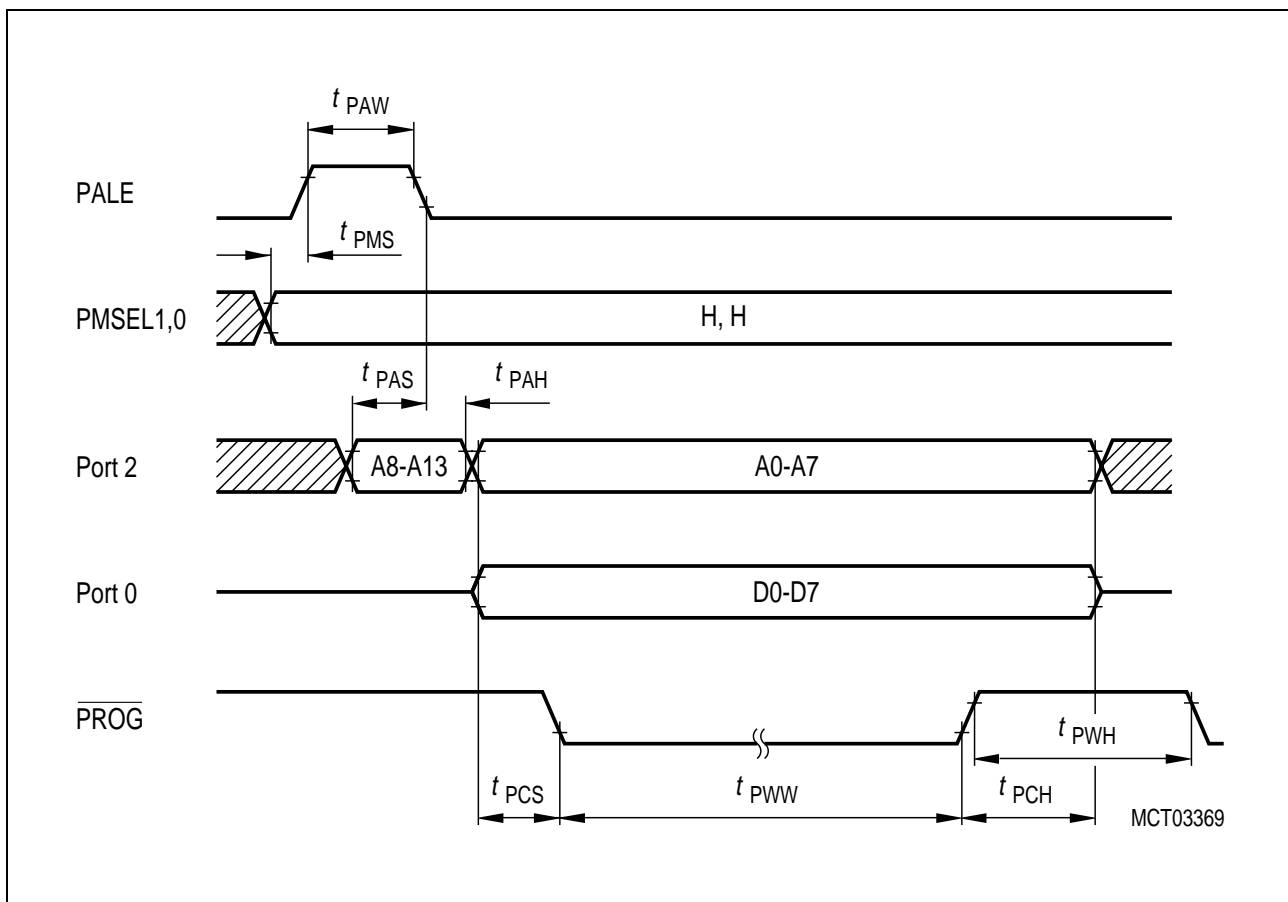 t PAW
PALE
t PMS
PMSEL1,0
H, H
t PAS
t PAH
Port 2
A8-A13
A0-A7
Port 0
D0-D7
PROG
t PWH
t PCS
t PWW
t PCH
MCT03369